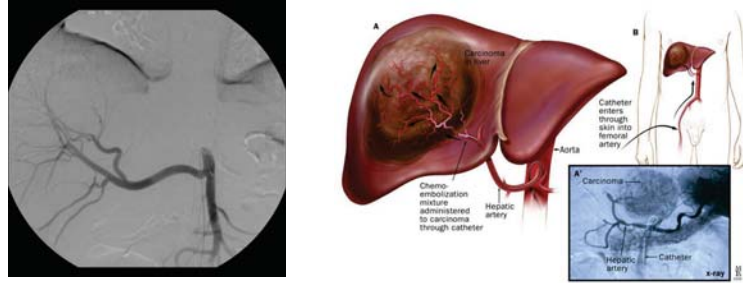 A
Carcinoma
in liver
Aorta
Chemo-
embolization
mixture
administered
to carcinoma
through catheter
Hepatic
artery
B
Catheter
enters
through
skin into
femoral
artery
A'
Carcinoma
Hepatic
artery
Catheter
x-ray